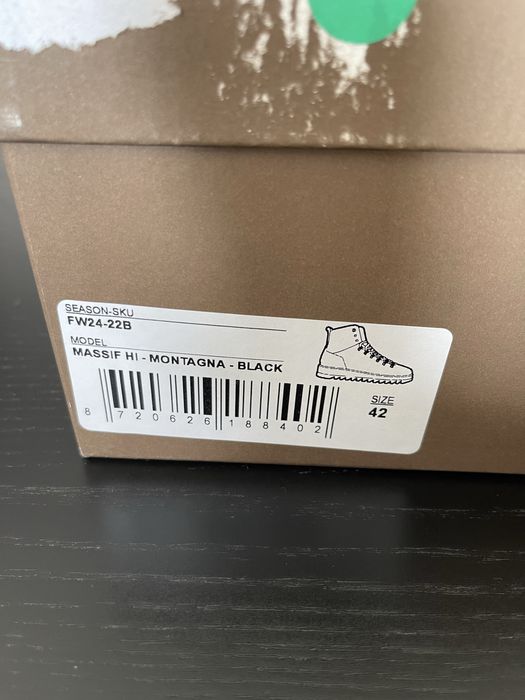 SEASON-SKU
FW24-22B
MODEL
MASSIF HI - MONTAGNA - BLACK
8 720626 188402
SIZE
42